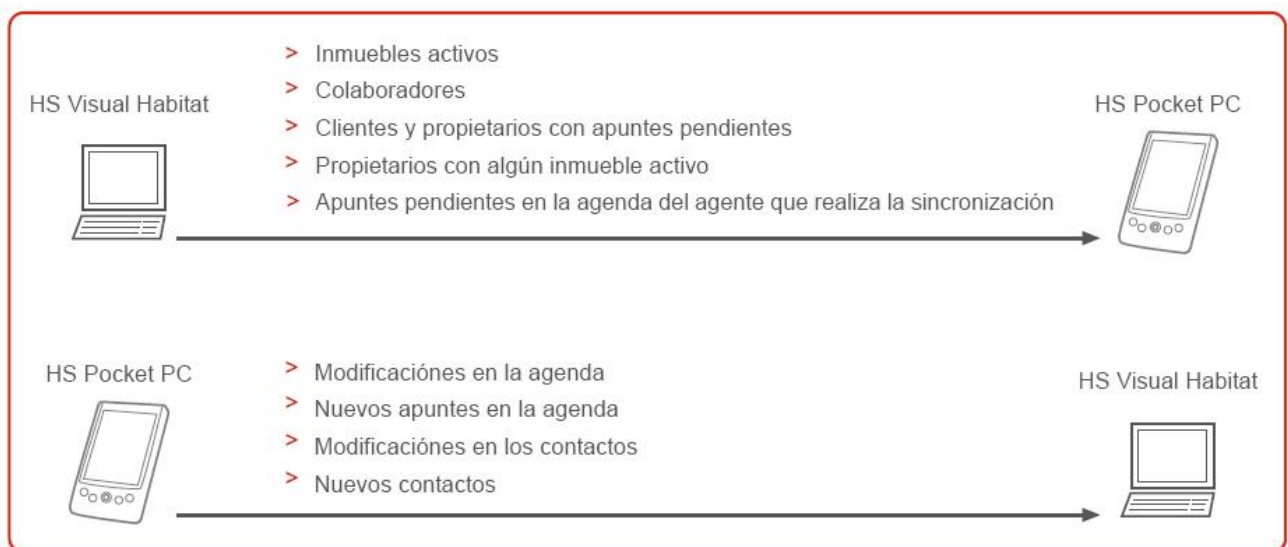 > Inmuebles activos
HS Visual Habitat
> Colaboradores
HS Pocket PC
> Clientes y propietarios con apuntes pendientes
> Propietarios con algún inmueble activo
> Apuntes pendientes en la agenda del agente que realiza la sincronización
HS Pocket PC
> Modificaciónes en la agenda
HS Visual Habitat
> Nuevos apuntes en la agenda
> Modificaciónes en los contactos
> Nuevos contactos